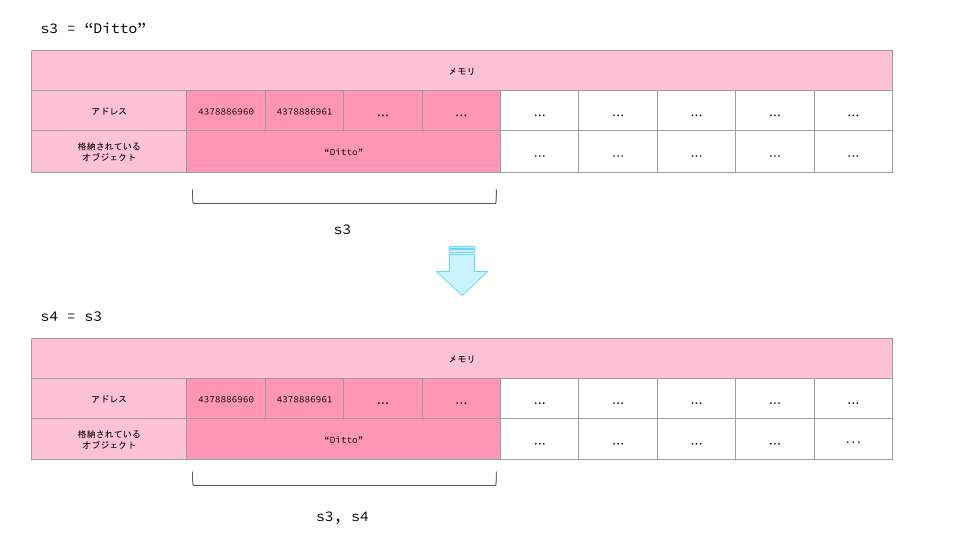 s3 = “Ditto”
メモリ
アドレス 4378886960 4378886961 ... ... ... ... ... ... ...
格納されている
オブジェクト “Ditto” ... ... ... ... ...
s3
s4 = s3
メモリ
アドレス 4378886960 4378886961 ... ... ... ... ... ... ...
格納されている
オブジェクト “Ditto” ... ... ... ... ...
s3, s4